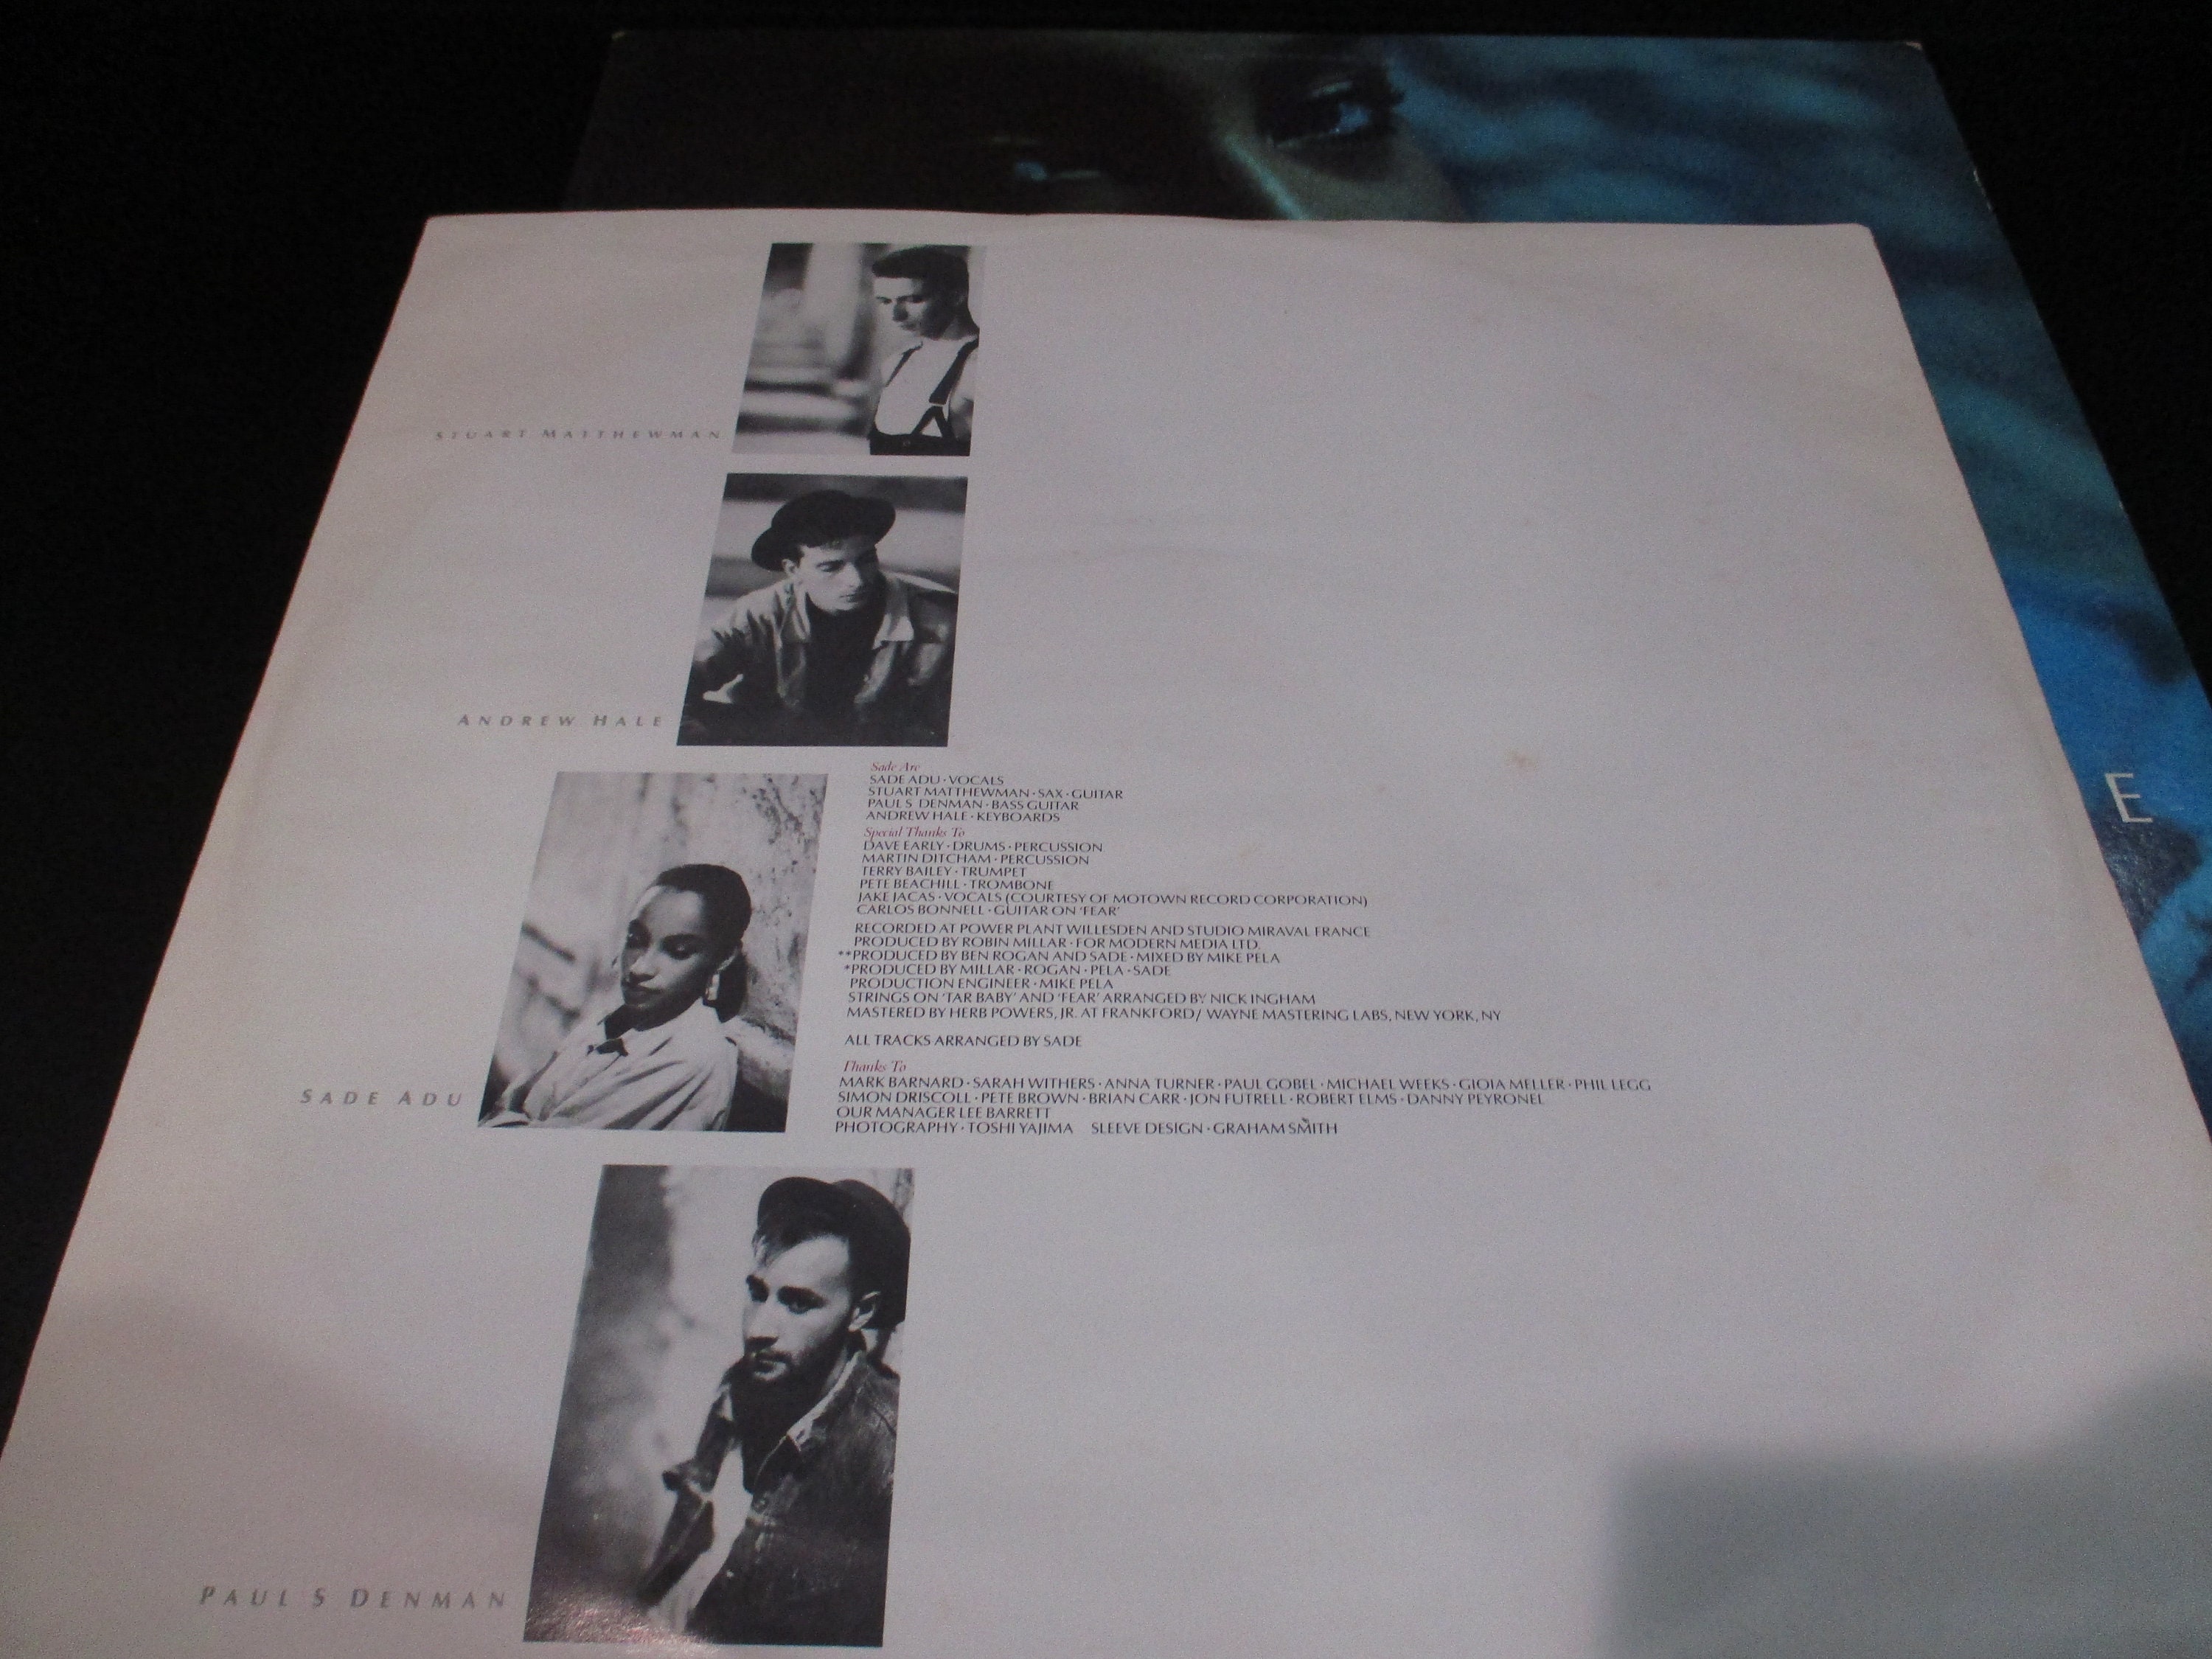 STUART MATTHEWMAN
ANDREW HALE
Sade Are
SADE ADU · VOCALS
STUART MATTHEWMAN · SAX · GUITAR
PAUL S DENMAN · BASS GUITAR
ANDREW HALE · KEYBOARDS
Special Thanks To
DAVE EARLY · DRUMS · PERCUSSION
MARTIN DITCHAM · PERCUSSION
TERRY BAILEY · TRUMPET
PETE BEACHILL · TROMBONE
JAKE JACAS · VOCALS (COURTESY OF MOTOWN RECORD CORPORATION)
CARLOS BONNELL · GUITAR ON 'FEAR'
RECORDED AT POWER PLANT WILLESDEN AND STUDIO MIRAVAL FRANCE
PRODUCED BY ROBIN MILLAR · FOR MODERN MEDIA LTD.
**PRODUCED BY BEN ROGAN AND SADE · MIXED BY MIKE PELA
*PRODUCED BY MILLAR · ROGAN · PELA · SADE
PRODUCTION ENGINEER · MIKE PELA
STRINGS ON 'TAR BABY' AND 'FEAR' ARRANGED BY NICK INGHAM
MASTERED BY HERB POWERS, JR. AT FRANKFORD/ WAYNE MASTERING LABS, NEW YORK, NY
ALL TRACKS ARRANGED BY SADE
Thanks To
MARK BARNARD · SARAH WITHERS · ANNA TURNER · PAUL GOBEL · MICHAEL WEEKS · GIOIA MELLER · PHIL LEGG
SIMON DRISCOLL · PETE BROWN · BRIAN CARR · JON FUTRELL · ROBERT ELMS · DANNY PEYRONEL
OUR MANAGER LEE BARRETT
PHOTOGRAPHY · TOSHI YAJIMA SLEEVE DESIGN · GRAHAM SMITH
SADE ADU
PAUL S DENMAN
E